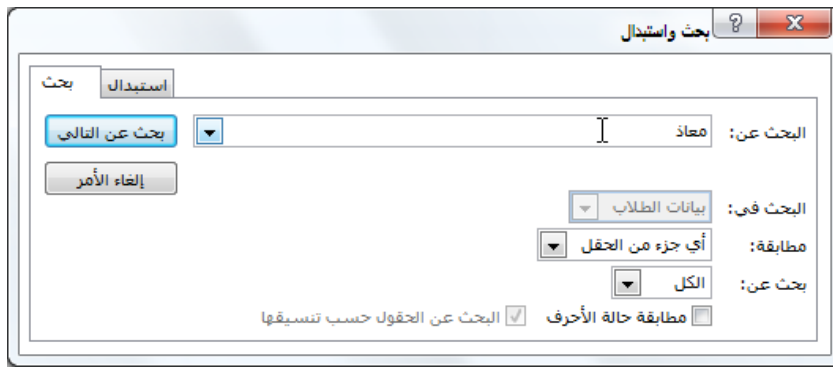 بحث واستبدال
بحث استبدال
البحث عن: معاذ بحث عن التالي
إلغاء الأمر
البحث في: بيانات الطلاب
مطابقة: أي جزء من الحقل
بحث عن: الكل
مطابقة حالة الأحرف البحث عن الحقول حسب تنسيقها